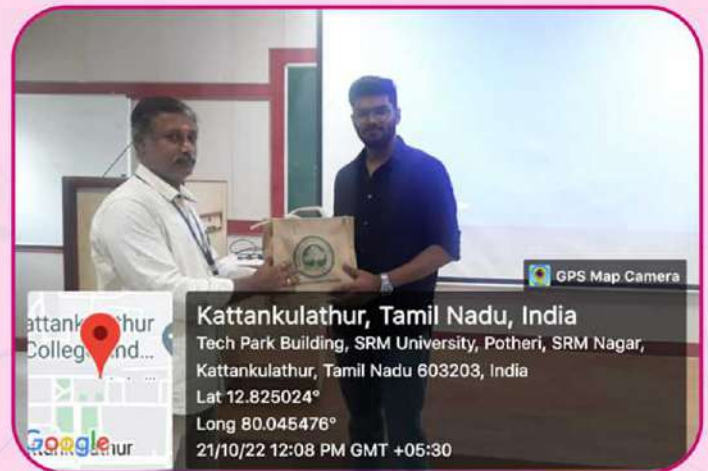 GPS Map Camera
Kattankulathur, Tamil Nadu, India
Tech Park Building, SRM University, Potheri, SRM Nagar,
Kattankulathur, Tamil Nadu 603203, India
Lat 12.825024°
Long 80.045476°
21/10/22 12:08 PM GMT +05:30
Google